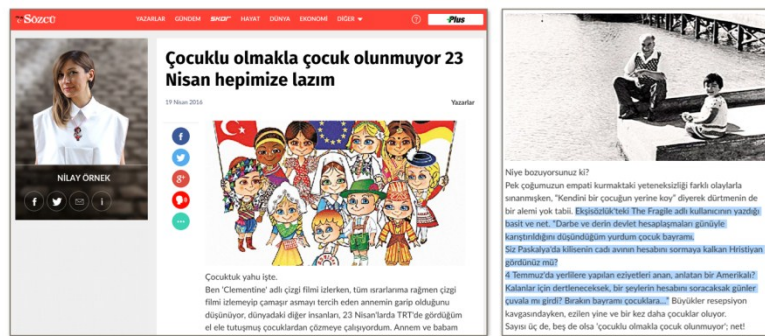 SÖZCÜ
YAZARLAR GÜNDEM SKOR HAYAT DÜNYA EKONOMİ DİĞER
Plus
NİLAY ÖRNEK
Çocuklu olmakla çocuk olunmuyor 23
Nisan hepimize lazım
19 Nisan 2016
Yazarlar
Çocuktuk yahu işte.
Ben 'Clementine' adlı çizgi filmi izlerken, tüm ısrarlarıma rağmen çizgi
filmi izlemeyip çamaşır asmayı tercih eden annemin garip olduğunu
düşünüyor, dünyadaki diğer insanları, 23 Nisan'larda TRT'de gördüğüm
el ele tutuşmuş çocuklardan çözmeye çalışıyordum. Annem ve babam
Niye bozuyorsunuz ki?
Pek çoğumuzun empati kurmaktaki yeteneksizliği farklı olaylarla
sınanmışken, "Kendini bir çocuğun yerine koy" diyerek dürtmenin de
bir alemi yok tabii. Ekşisözlük'teki The Fragile adlı kullanıcının yazdığı
basit ve net. "Darbe ve derin devlet hesaplaşmaları günüyle
karıştırıldığını düşündüğüm yurdum çocuk bayramı.
Siz Paskalya'da kilisenin cadı avının hesabını sormaya kalkan Hristiyan
gördünüz mü?
4 Temmuz'da yerlilere yapılan eziyetleri anan, anlatan bir Amerikalı?
Kalanlar için dertleneceksek, bir şeylerin hesabını soracaksak günler
çuvala mı girdi? Bırakın bayramı çocuklara..." Büyükler resepsiyon
kavgasındayken, ezilen yine ve bir kez daha çocuklar oluyor.
Sayısı üç de, beş de olsa 'çocuklu olmakla çocuk olunmuyor'; net!